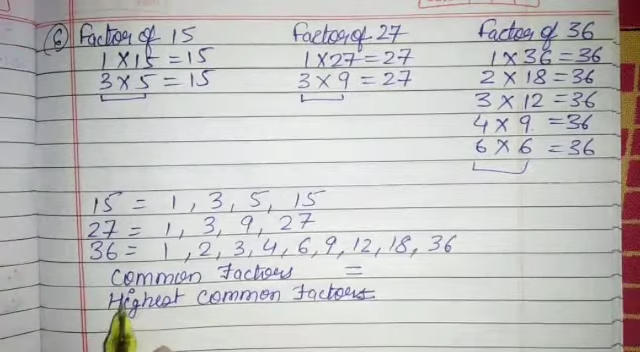 6 Factor of 15
1 X 15 = 15
3 X 5 = 15
Factor of 27
1 X 27 = 27
3 X 9 = 27
Factor of 36
1 X 36 = 36
2 X 18 = 36
3 X 12 = 36
4 X 9 = 36
6 X 6 = 36
15 = 1, 3, 5, 15
27 = 1, 3, 9, 27
36 = 1, 2, 3, 4, 6, 9, 12, 18, 36
Common Factors =
Highest Common Factors